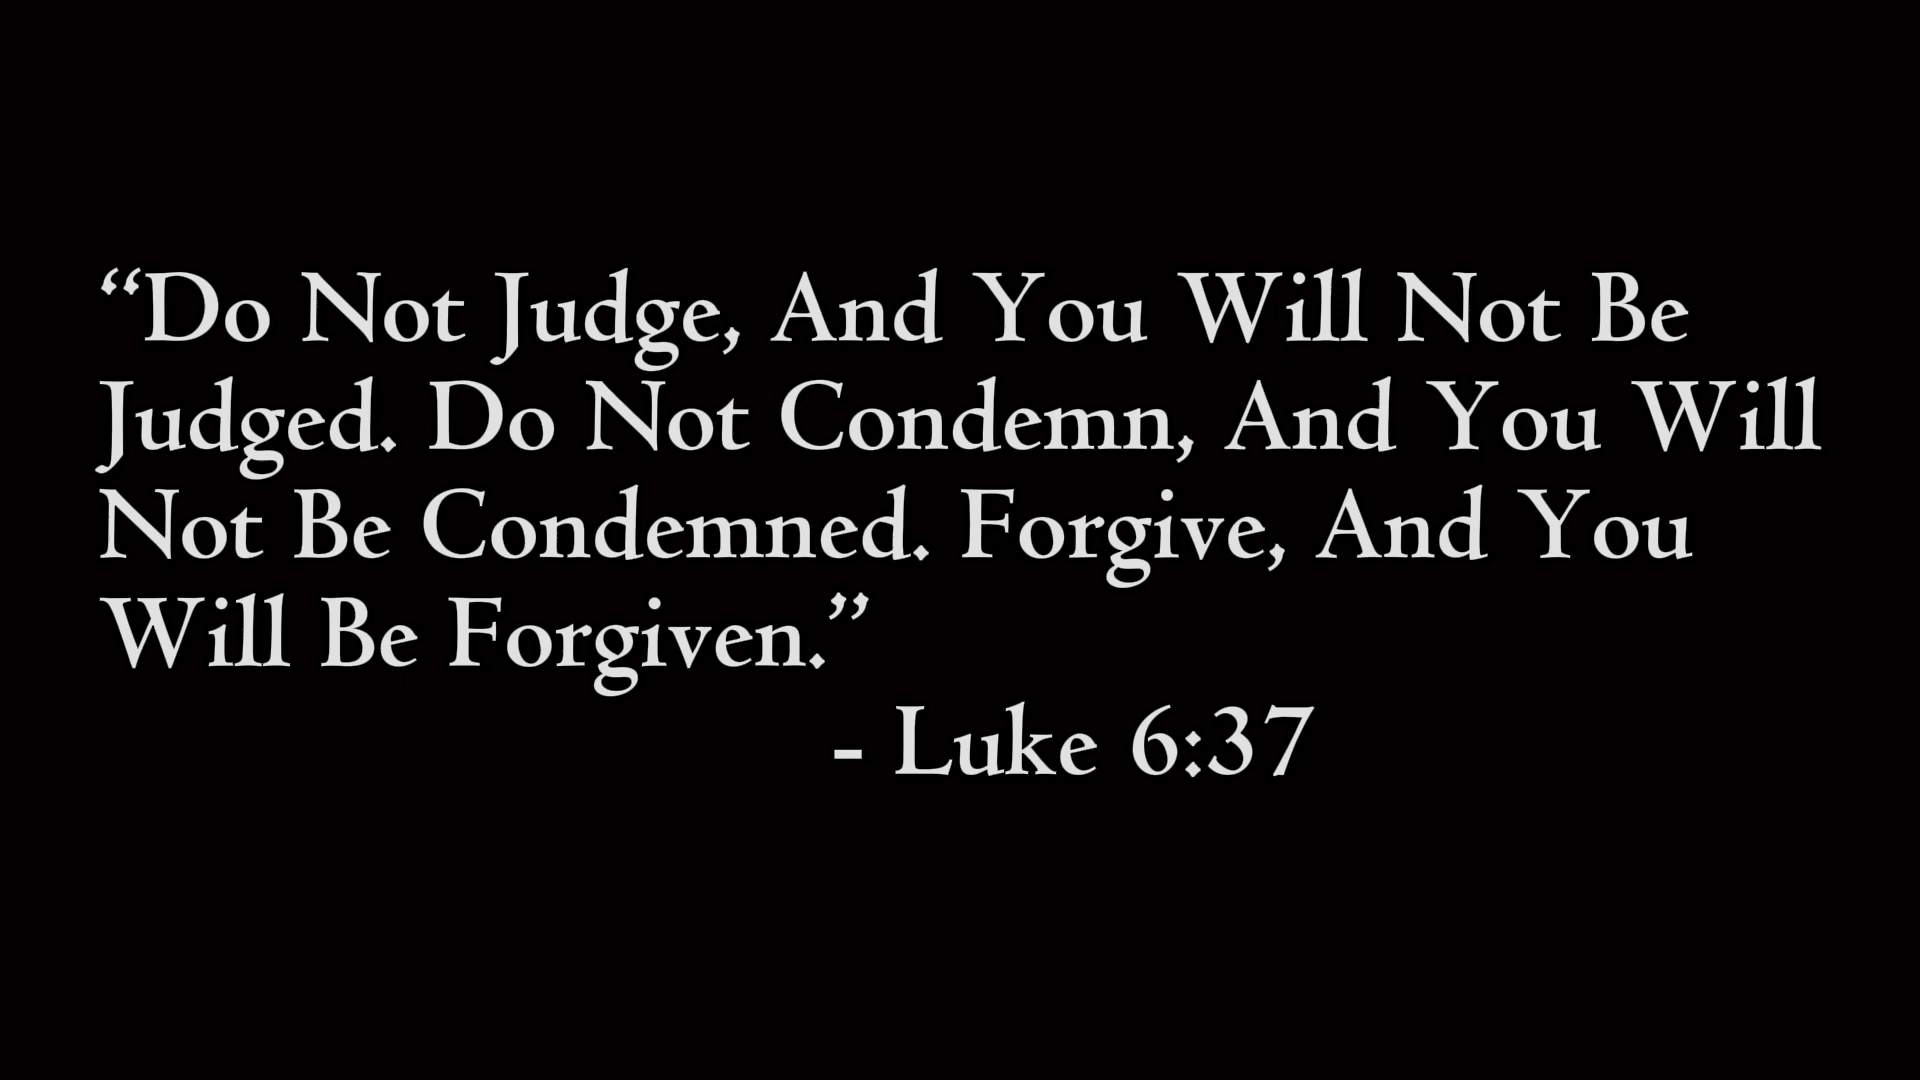 “Do Not Judge, And You Will Not Be
Judged. Do Not Condemn, And You Will
Not Be Condemned. Forgive, And You
Will Be Forgiven.”
- Luke 6:37